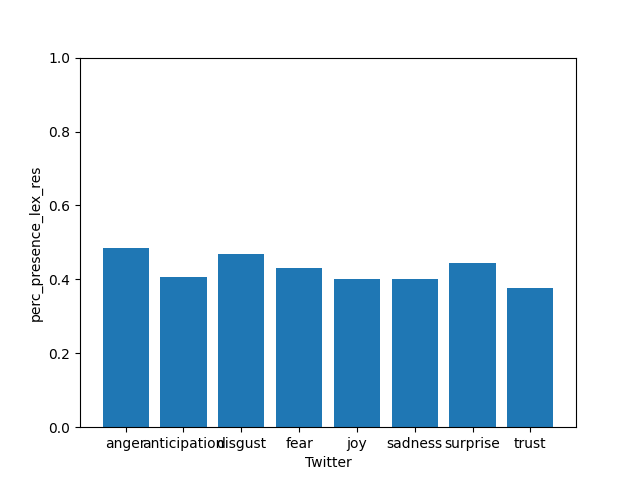 1.0
0.8
0.6
0.4
0.2
0.0
perc_presence_lex_res
anger anticipation disgust fear joy sadness surprise trust
Twitter